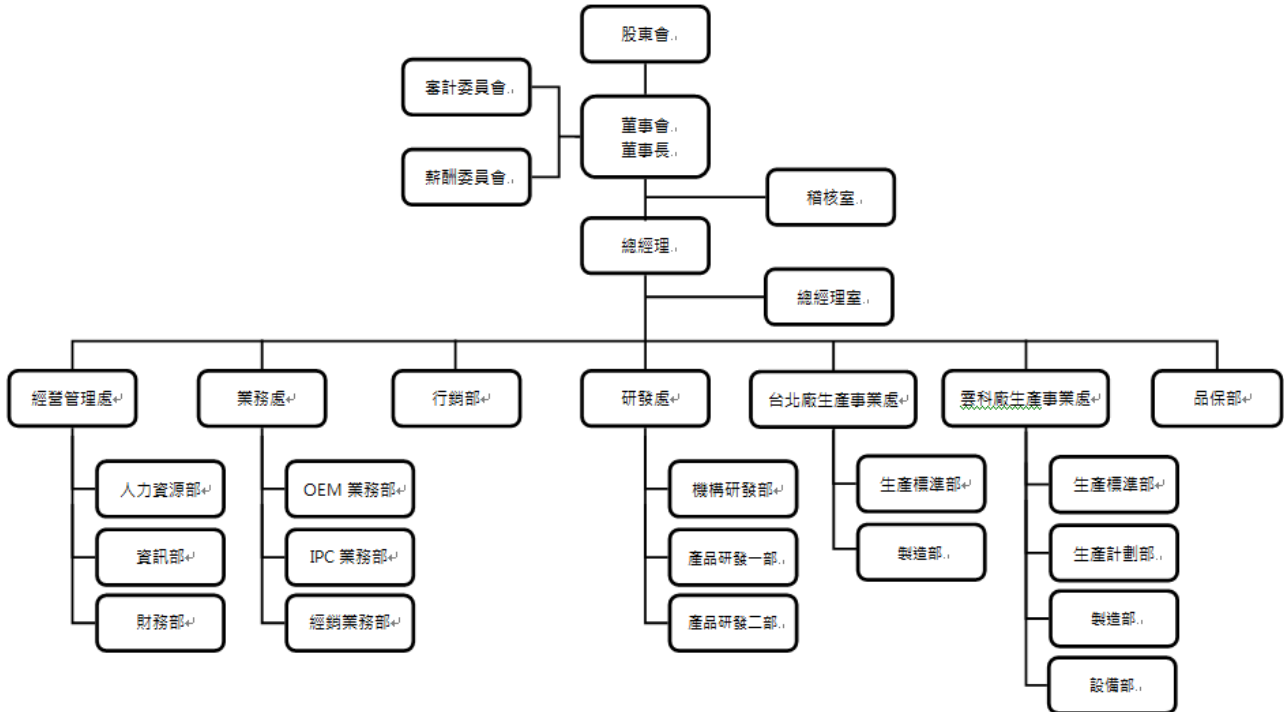 股東會
審計委員會
董事會
董事長
薪酬委員會
稽核室
總經理
總經理室
經營管理處
業務處
行銷部
研發處
台北廠生產事業處
雲科廠生產事業處
品保部
人力資源部
資訊部
財務部
OEM 業務部
IPC 業務部
經銷業務部
機構研發部
產品研發一部
產品研發二部
生產標準部
製造部
生產標準部
生產計劃部
製造部
設備部